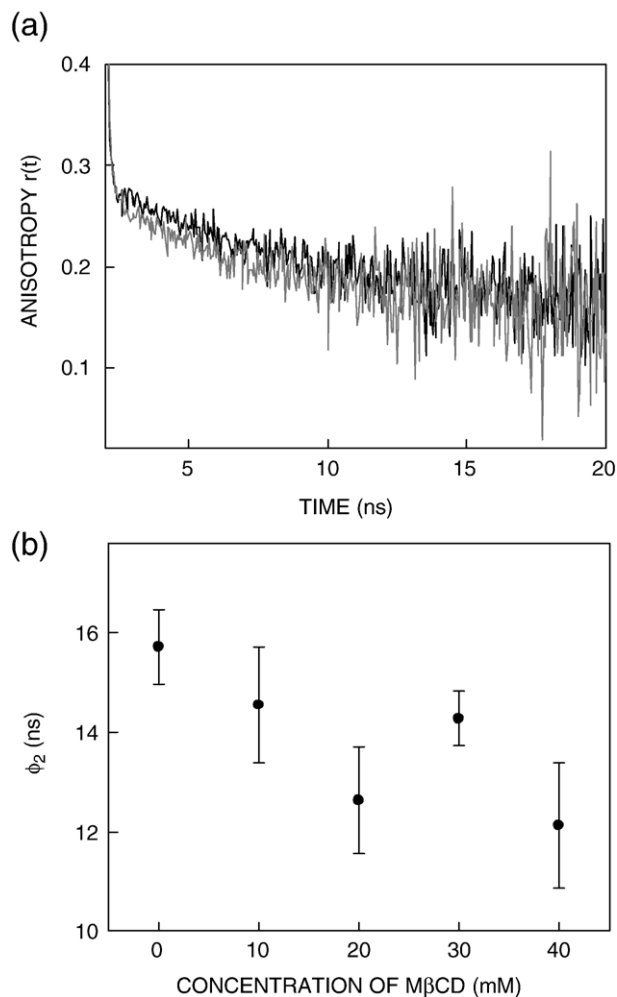 (a)
0.4
0.3
0.2
0.1
ANISOTROPY r(t)
5
10
15
20
TIME (ns)
(b)
16
14
12
10
ϕ₂ (ns)
0
10
20
30
40
CONCENTRATION OF MβCD (mM)